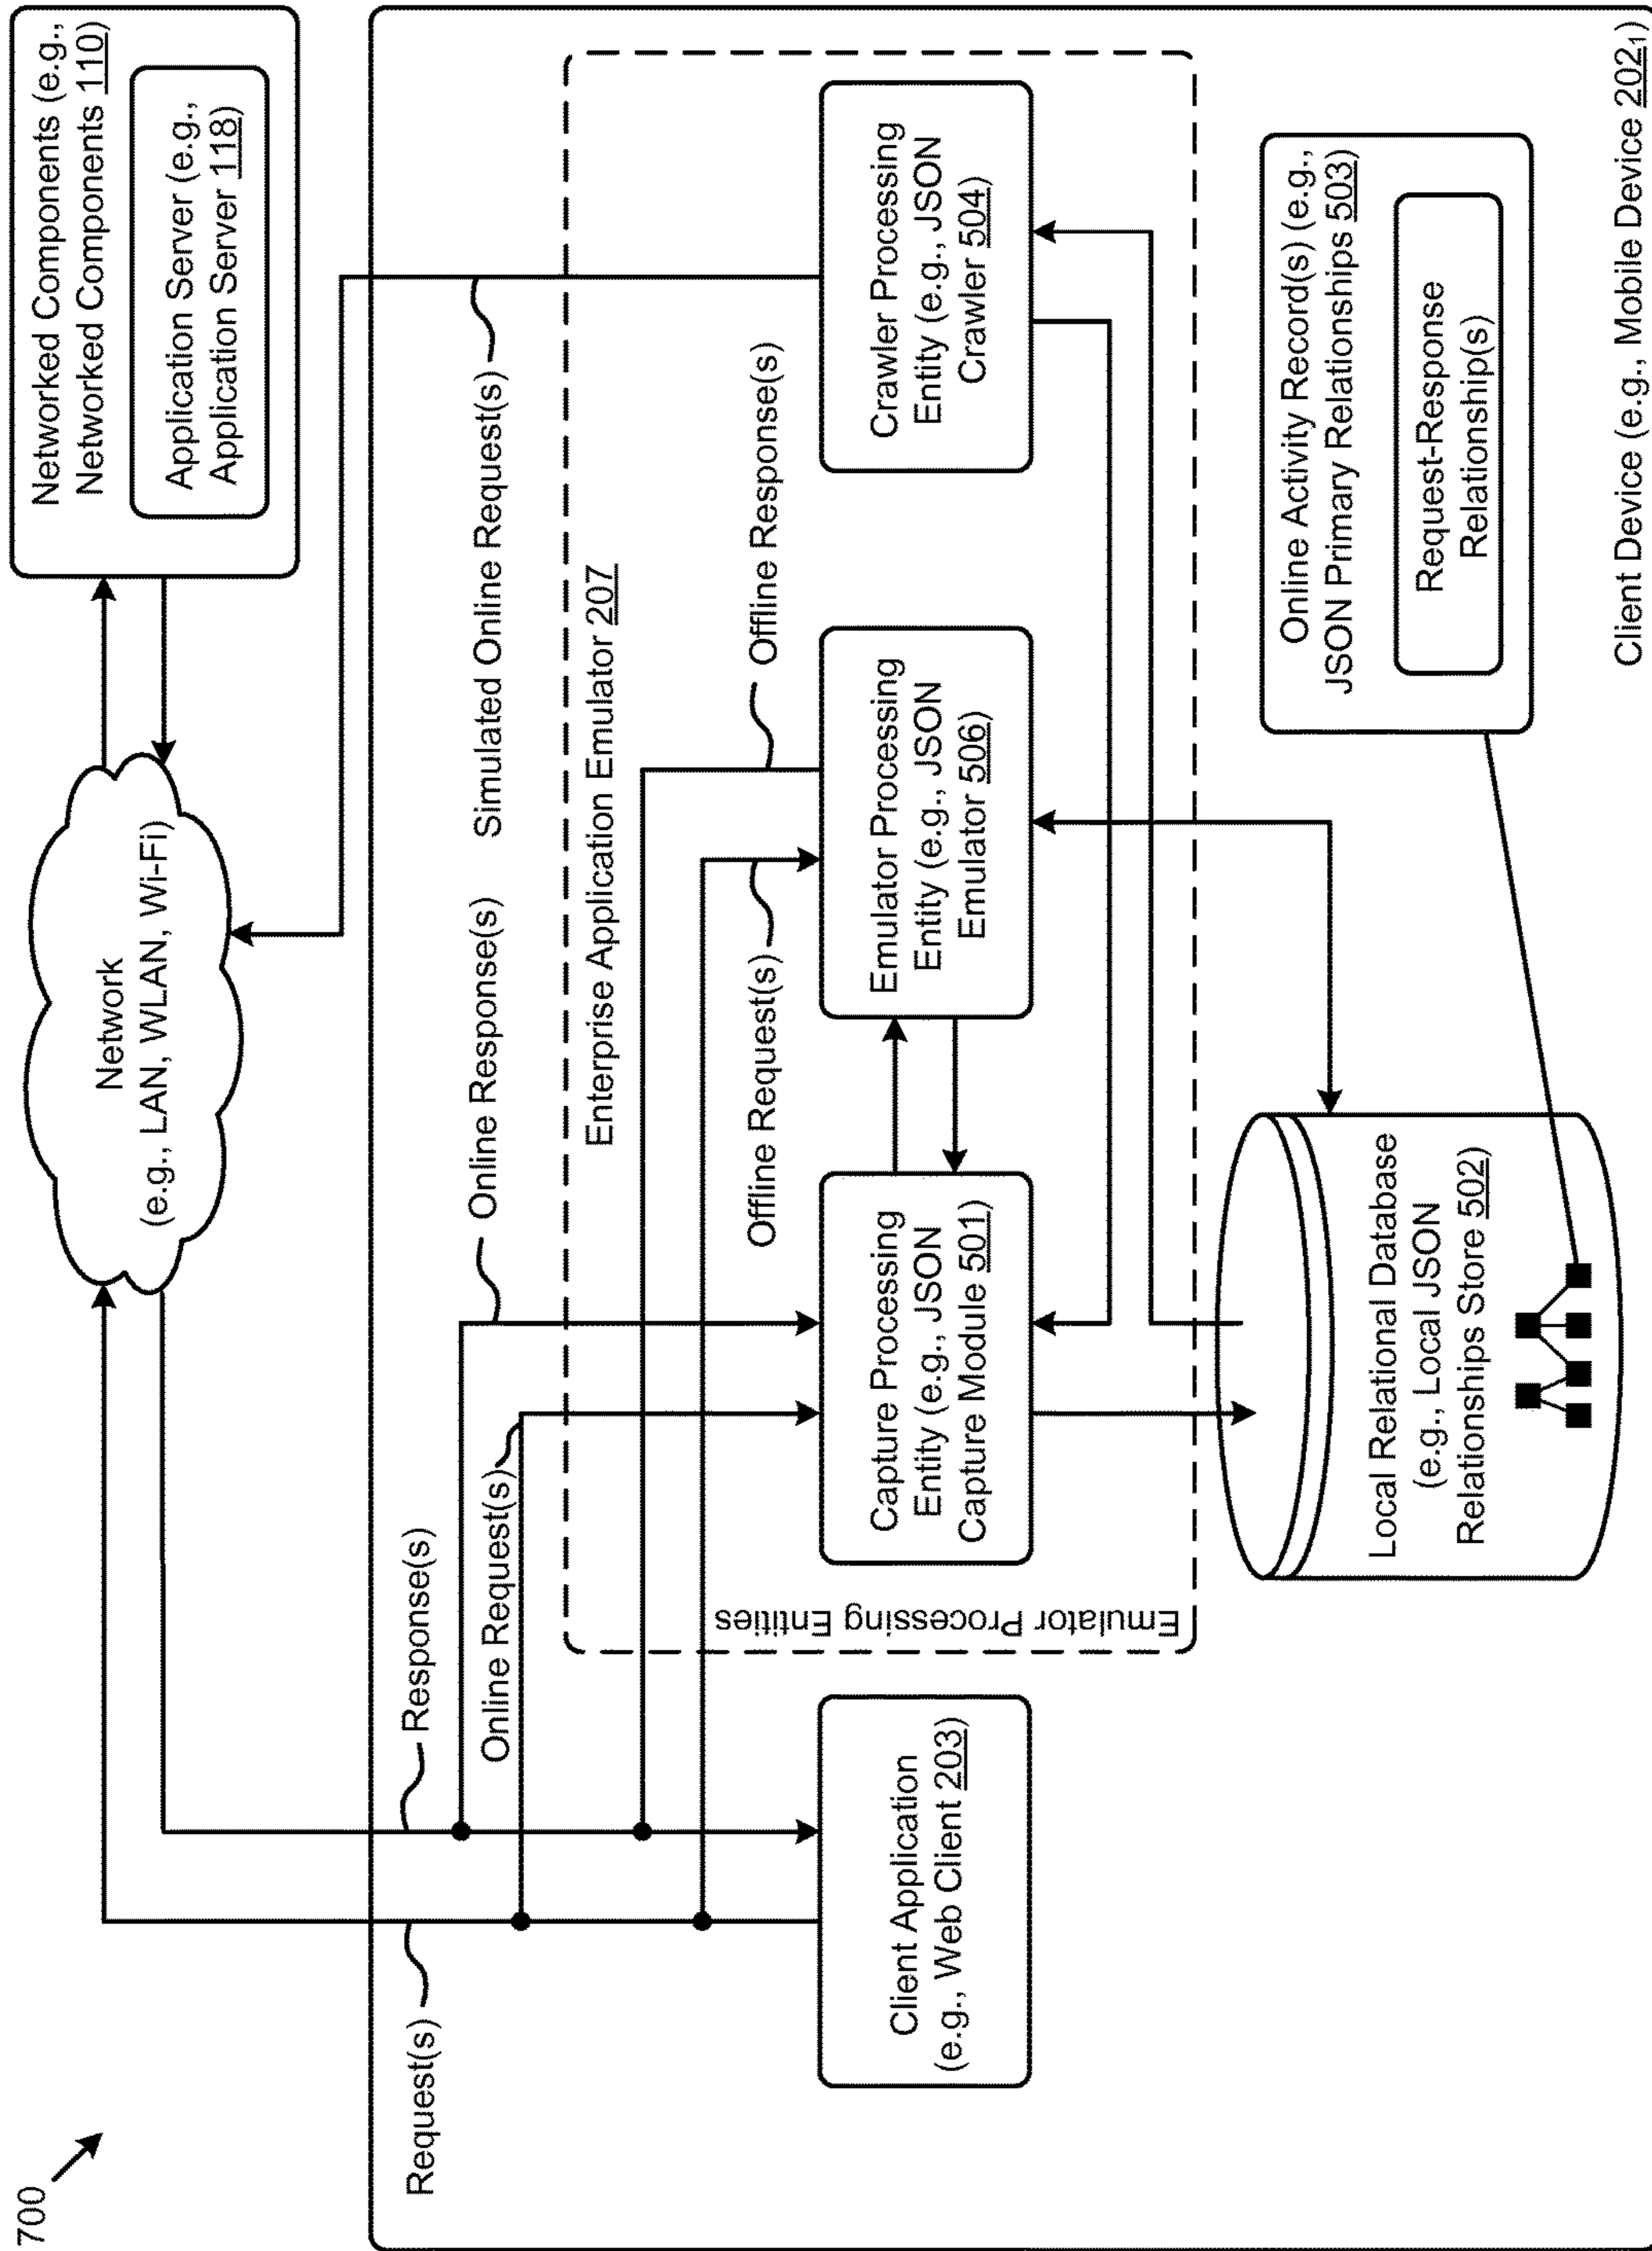 700
Network
(e.g., LAN, WLAN, Wi-Fi)
Networked Components (e.g.,
Networked Components 110)
Application Server (e.g.,
Application Server 118)
Request(s)
Response(s)
Online Request(s)
Online Response(s)
Simulated Online Request(s)
Enterprise Application Emulator 207
Offline Request(s)
Offline Response(s)
Emulator Processing Entities
Client Application
(e.g., Web Client 203)
Capture Processing
Entity (e.g., JSON
Capture Module 501)
Emulator Processing
Entity (e.g., JSON
Emulator 506)
Crawler Processing
Entity (e.g., JSON
Crawler 504)
Local Relational Database
(e.g., Local JSON
Relationships Store 502)
Online Activity Record(s) (e.g.,
JSON Primary Relationships 503)
Request-Response
Relationship(s)
Client Device (e.g., Mobile Device 202₁)